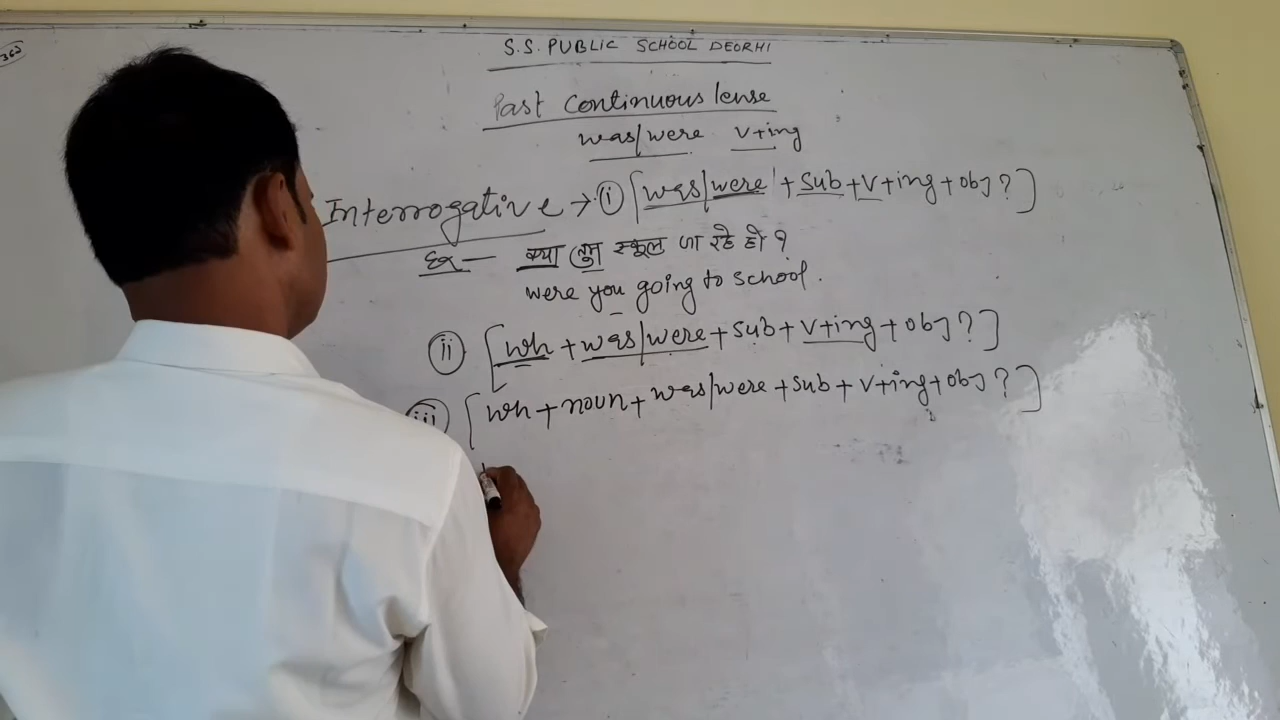 S.S. PUBLIC SCHOOL DEORHI
Past Continuous Tense
was/were V+ing
Interrogative → (i) [was/were + Sub + V + ing + obj ?]
Ex — क्या तुम स्कूल जा रहे हो ?
were you going to school.
(ii) [wh + was/were + sub + v+ing + obj ?]
(iii) [wh + noun + was/were + sub + v+ing + obj ?]